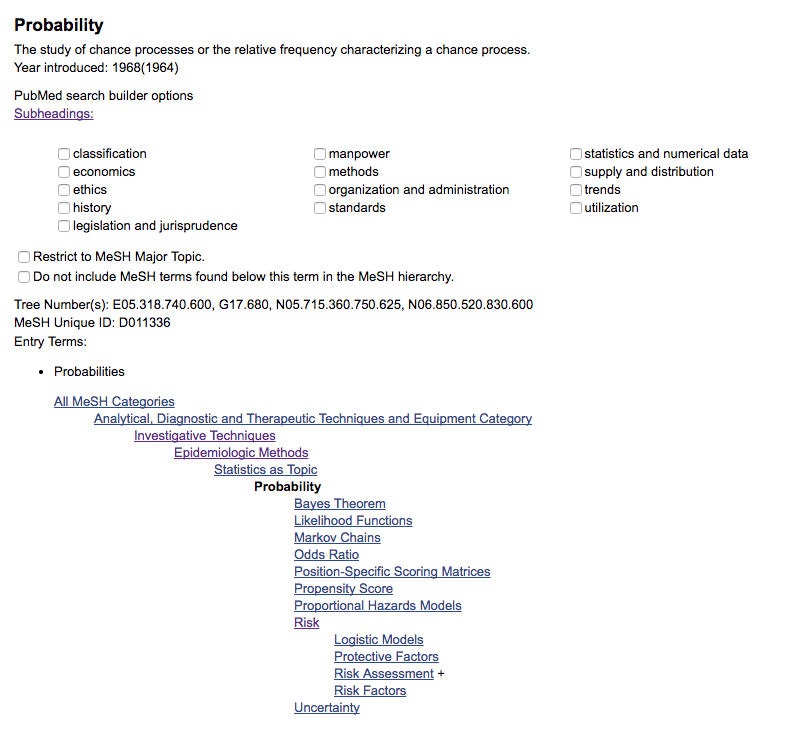 Probability
The study of chance processes or the relative frequency characterizing a chance process.
Year introduced: 1968(1964)
PubMed search builder options
Subheadings:
classification
economics
ethics
history
legislation and jurisprudence
manpower
methods
organization and administration
standards
statistics and numerical data
supply and distribution
trends
utilization
Restrict to MeSH Major Topic.
Do not include MeSH terms found below this term in the MeSH hierarchy.
Tree Number(s): E05.318.740.600, G17.680, N05.715.360.750.625, N06.850.520.830.600
MeSH Unique ID: D011336
Entry Terms:
• Probabilities
All MeSH Categories
Analytical, Diagnostic and Therapeutic Techniques and Equipment Category
Investigative Techniques
Epidemiologic Methods
Statistics as Topic
Probability
Bayes Theorem
Likelihood Functions
Markov Chains
Odds Ratio
Position-Specific Scoring Matrices
Propensity Score
Proportional Hazards Models
Risk
Logistic Models
Protective Factors
Risk Assessment +
Risk Factors
Uncertainty